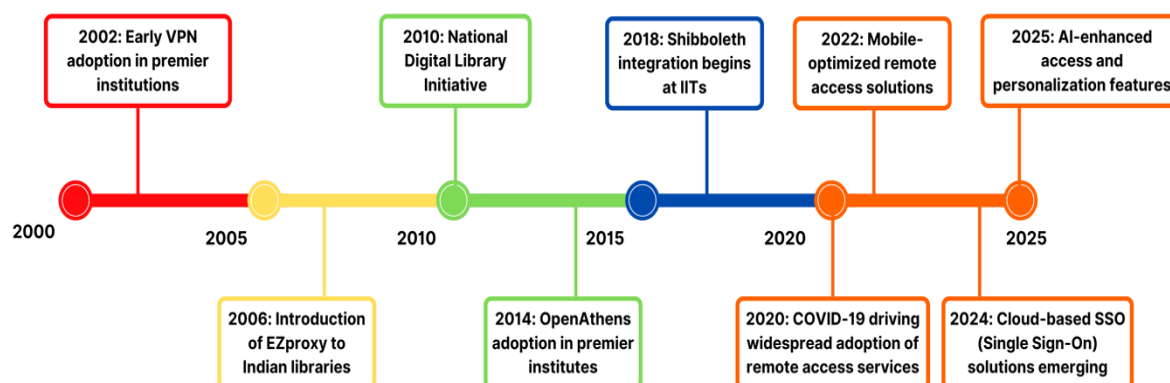 2002: Early VPN
adoption in premier
institutions
2010: National
Digital Library
Initiative
2018: Shibboleth
integration begins
at IITs
2022: Mobile-
optimized remote
access solutions
2025: AI-enhanced
access and
personalization features
2000
2005
2010
2015
2020
2025
2006: Introduction
of EZproxy to
Indian libraries
2014: OpenAthens
adoption in premier
institutes
2020: COVID-19 driving
widespread adoption of
remote access services
2024: Cloud-based SSO
(Single Sign-On)
solutions emerging